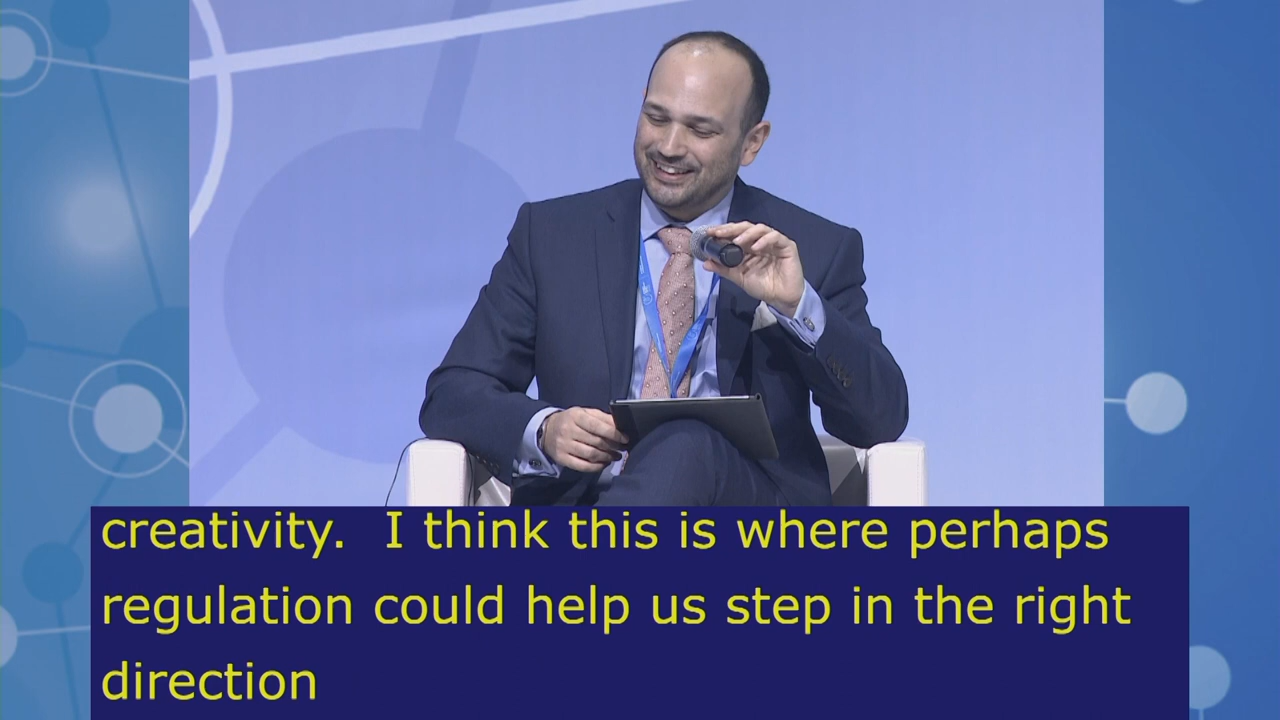 creativity.  I think this is where perhaps
regulation could help us step in the right
direction